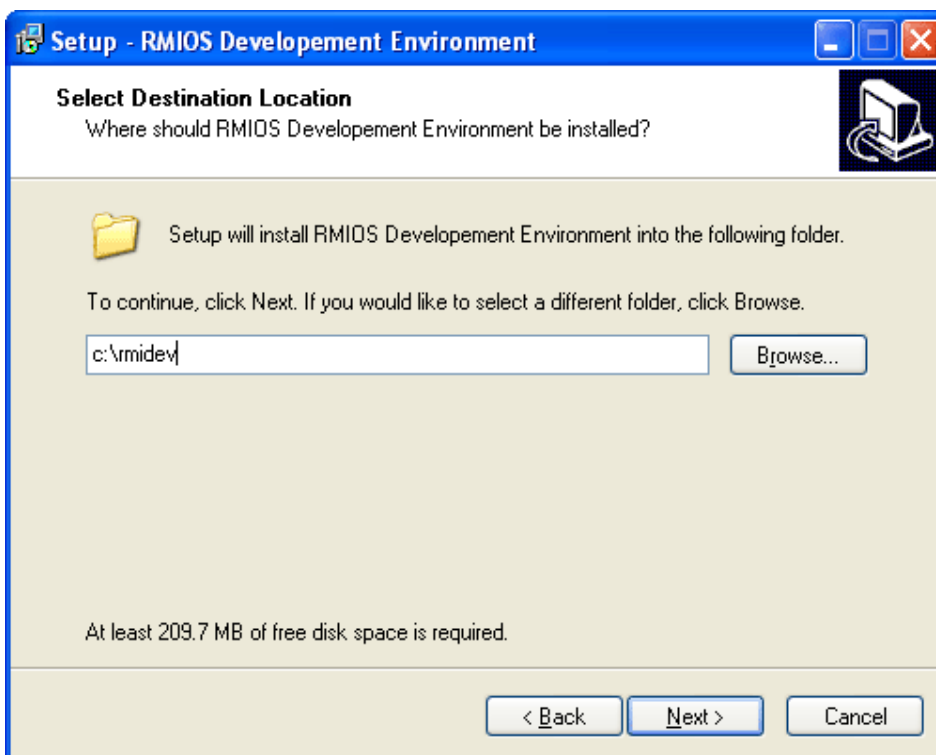 Setup - RMIOS Developement Environment
Select Destination Location
Where should RMIOS Developement Environment be installed?
Setup will install RMIOS Developement Environment into the following folder.
To continue, click Next. If you would like to select a different folder, click Browse.
c:\rmidev
Browse...
At least 209.7 MB of free disk space is required.
< Back
Next >
Cancel